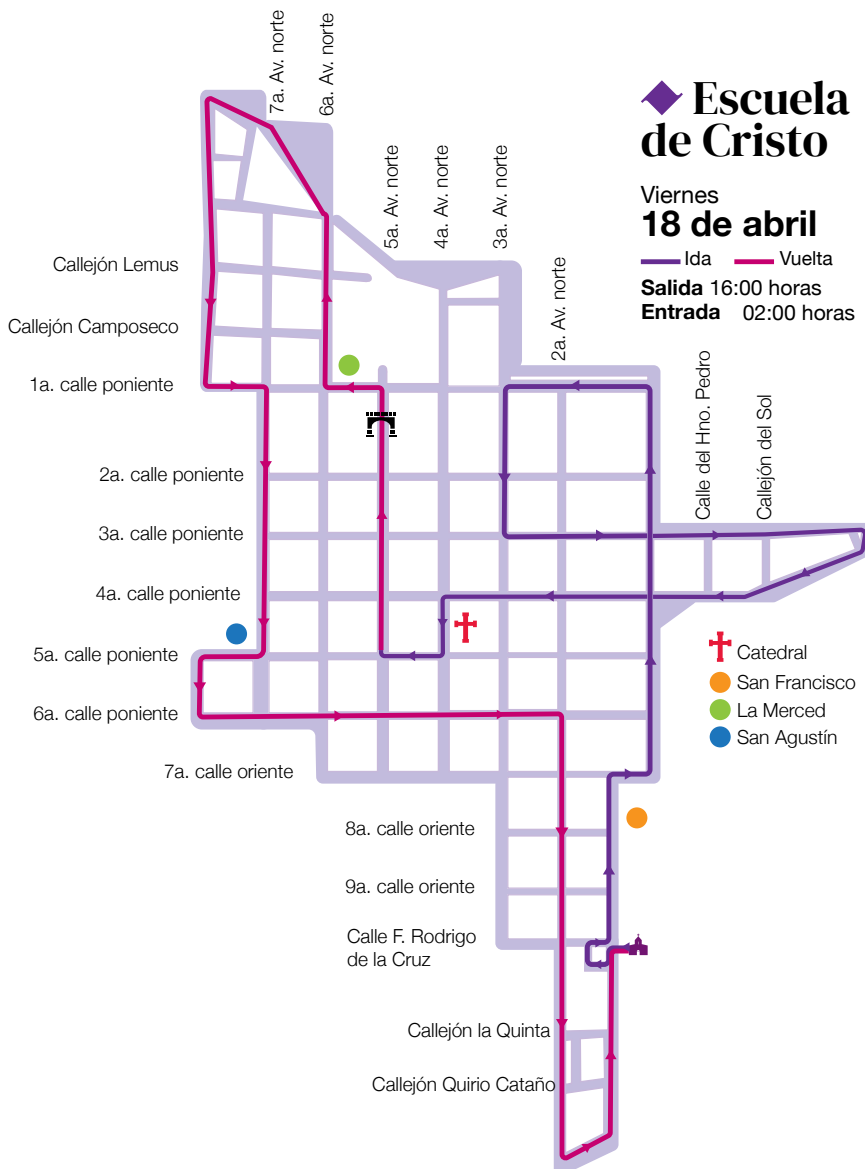 Escuela
de Cristo
Viernes
18 de abril
Ida Vuelta
Salida 16:00 horas
Entrada 02:00 horas
7a. Av. norte
6a. Av. norte
5a. Av. norte
4a. Av. norte
3a. Av. norte
2a. Av. norte
Calle del Hno. Pedro
Callejón del Sol
Callejón Lemus
Callejón Camposeco
1a. calle poniente
2a. calle poniente
3a. calle poniente
4a. calle poniente
5a. calle poniente
6a. calle poniente
7a. calle oriente
8a. calle oriente
9a. calle oriente
Calle F. Rodrigo
de la Cruz
Callejón la Quinta
Callejón Quirio Cataño
Catedral
San Francisco
La Merced
San Agustín